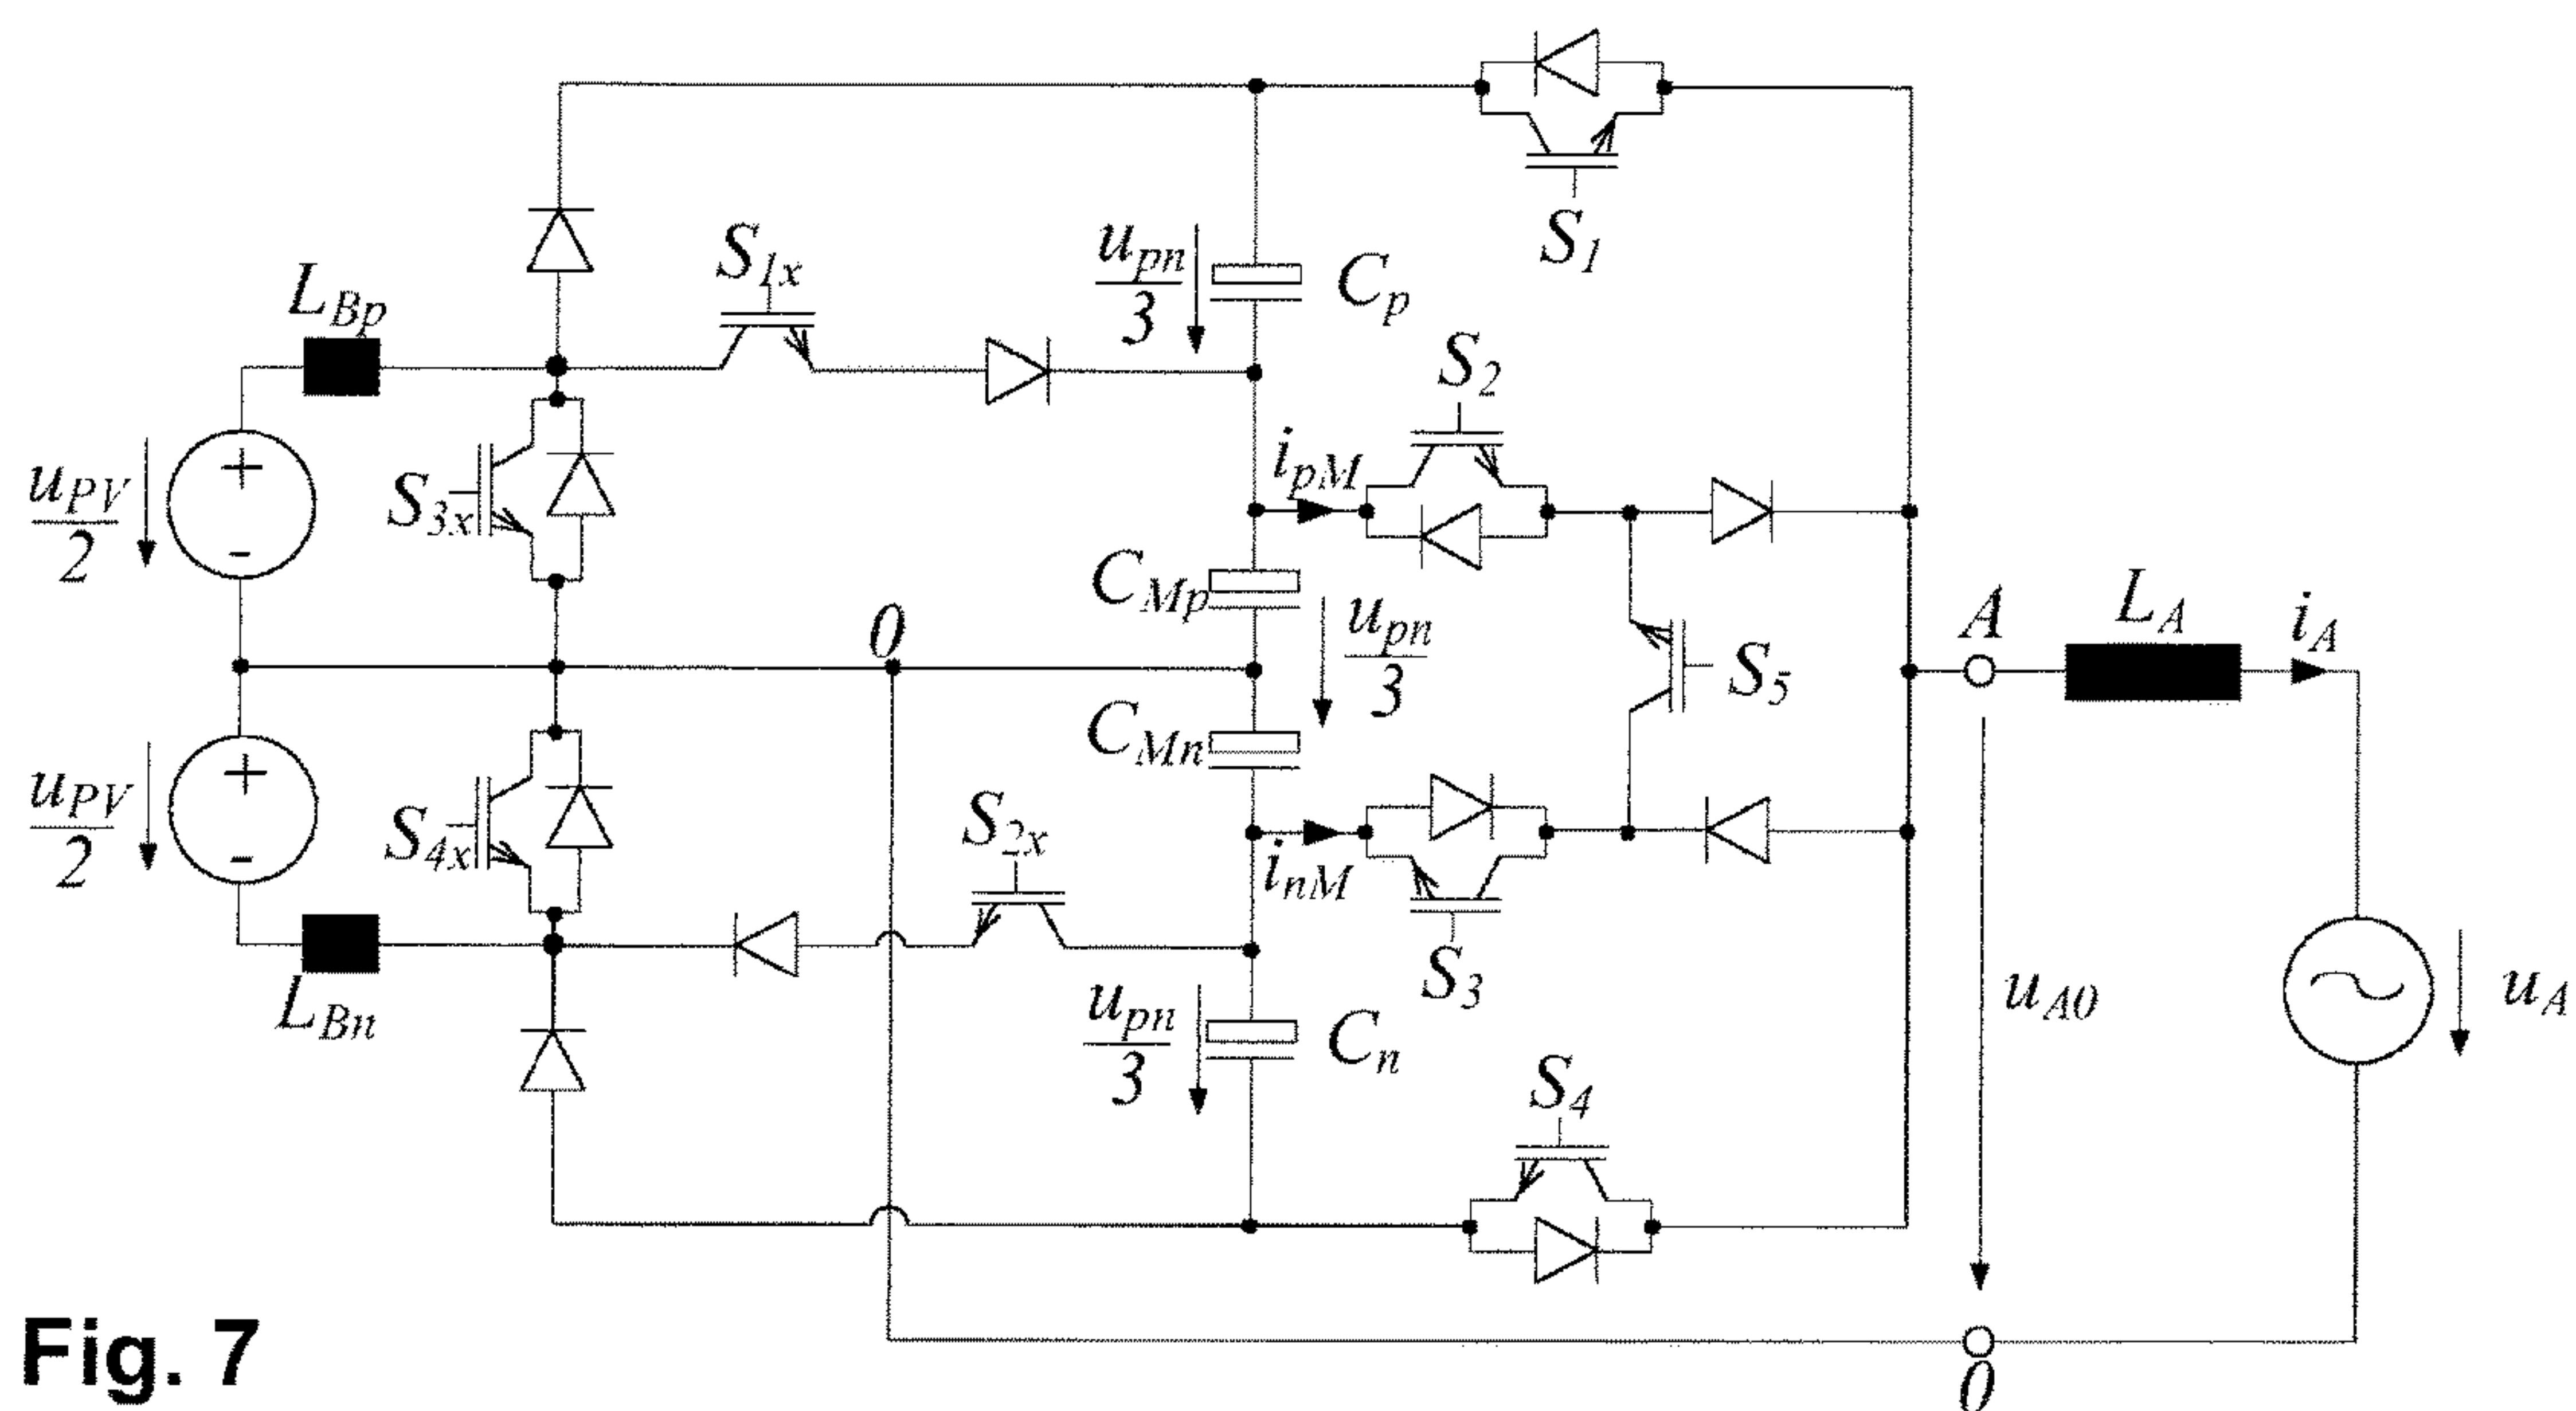 S1
S1x
upn
3
Cp
LBp
S2
ipM
uPV
2
S3x
CMp
upn
3
0
A
LA
iA
S5
CMn
uPV
2
S4x
S2x
inM
S3
LBn
upn
3
Cn
uA0
uA
S4
0
Fig. 7
+
-
+
-